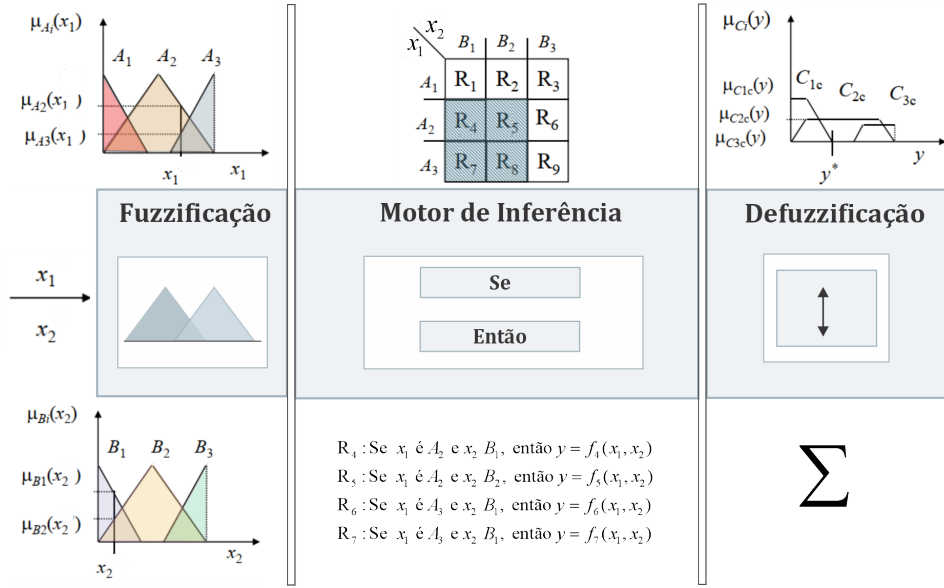 μAi(x1)
A1 A2 A3
μA2(x1)
μA3(x1)
x1 x1
x2
x1
B1 B2 B3
A1 R1 R2 R3
A2 R4 R5 R6
A3 R7 R8 R9
μCi(y)
μC1c(y) C1c C2c C3c
μC2c(y)
μC3c(y)
y
y*
Fuzzificação
Motor de Inferência
Defuzzificação
x1
x2
Se
Então
μBi(x2)
B1 B2 B3
μB1(x2)
μB2(x2)
x2
x2
R4 : Se x1 é A2 e x2 B1, então y = f4(x1, x2)
R5 : Se x1 é A2 e x2 B2, então y = f5(x1, x2)
R6 : Se x1 é A3 e x2 B1, então y = f6(x1, x2)
R7 : Se x1 é A3 e x2 B1, então y = f7(x1, x2)
∑